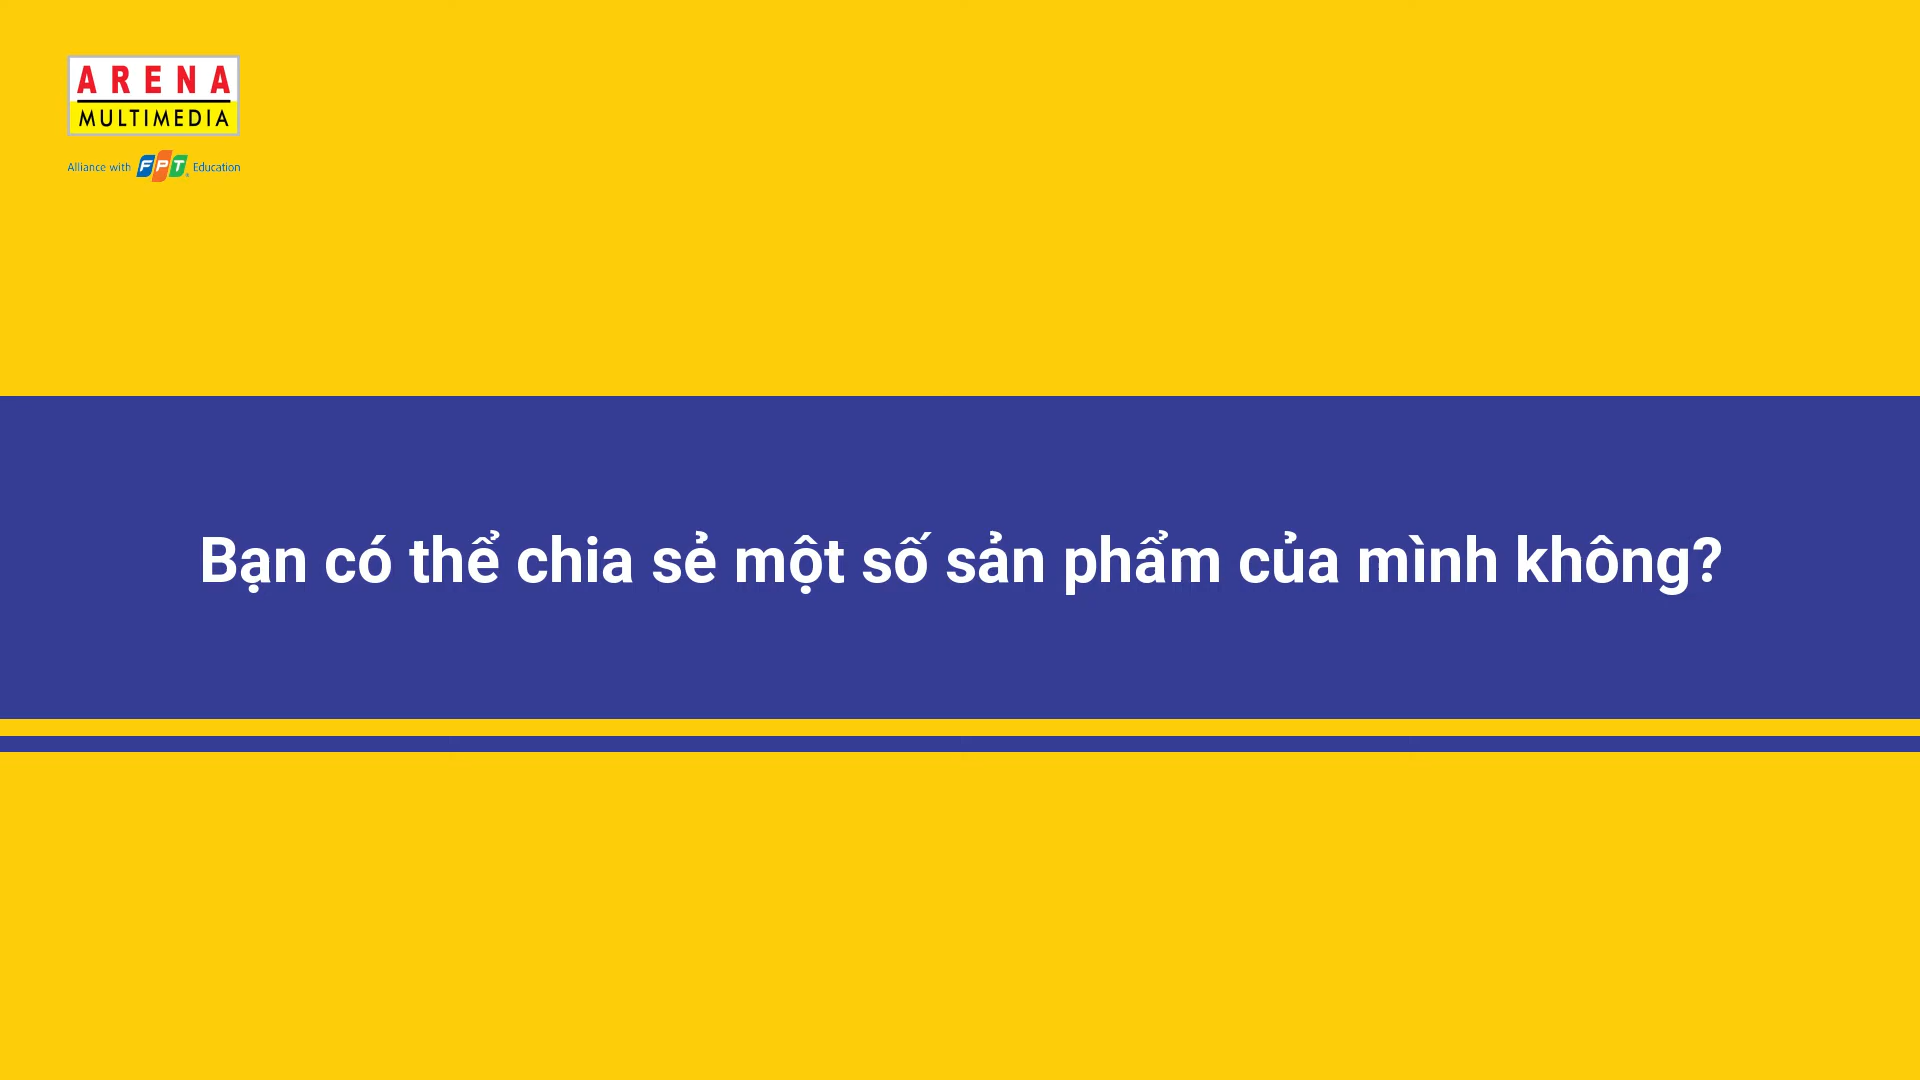 ARENA
MULTIMEDIA
Alliance with FPT Education
Bạn có thể chia sẻ một số sản phẩm của mình không?